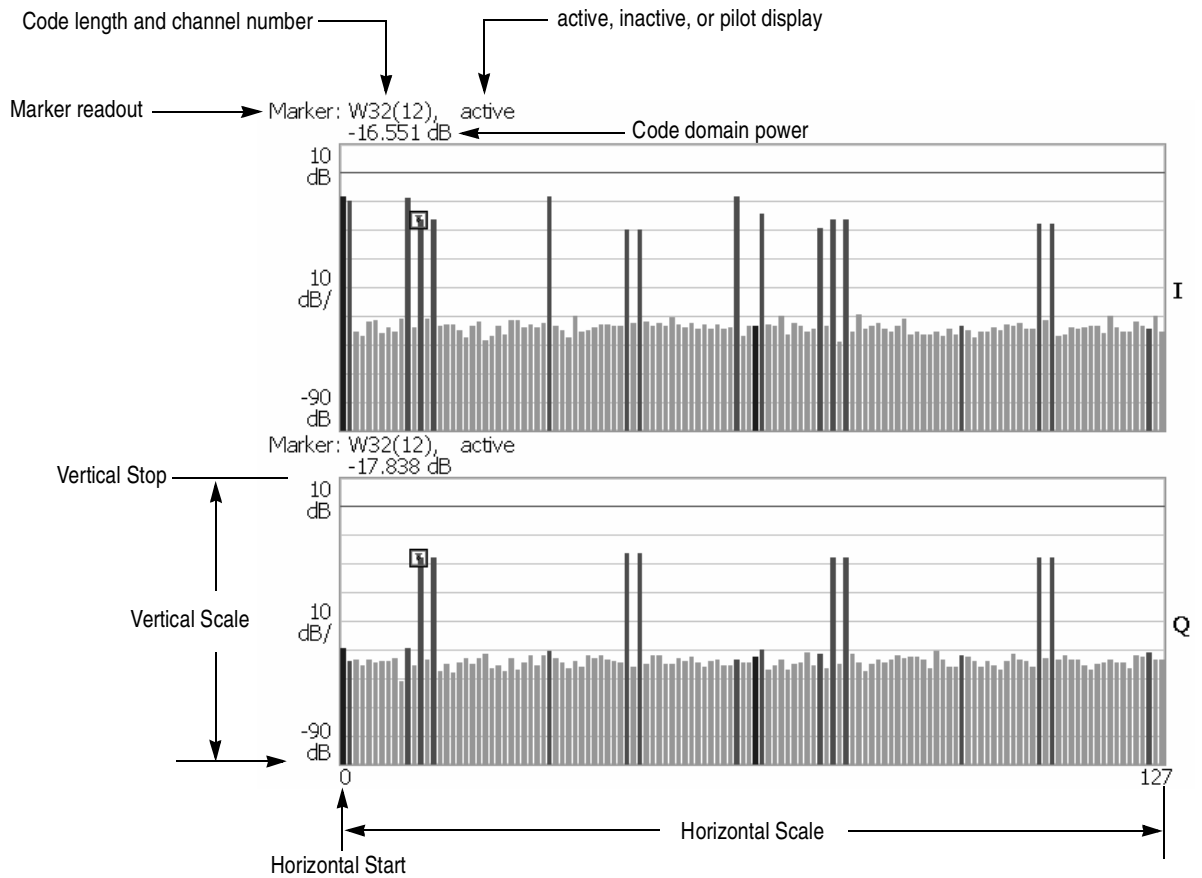 Code length and channel number
active, inactive, or pilot display
Marker readout
Marker: W32(12), active
-16.551 dB
Code domain power
10
dB
10
dB/
I
-90
dB
Marker: W32(12), active
-17.838 dB
Vertical Stop
10
dB
Vertical Scale
10
dB/
Q
-90
dB
0
127
Horizontal Scale
Horizontal Start